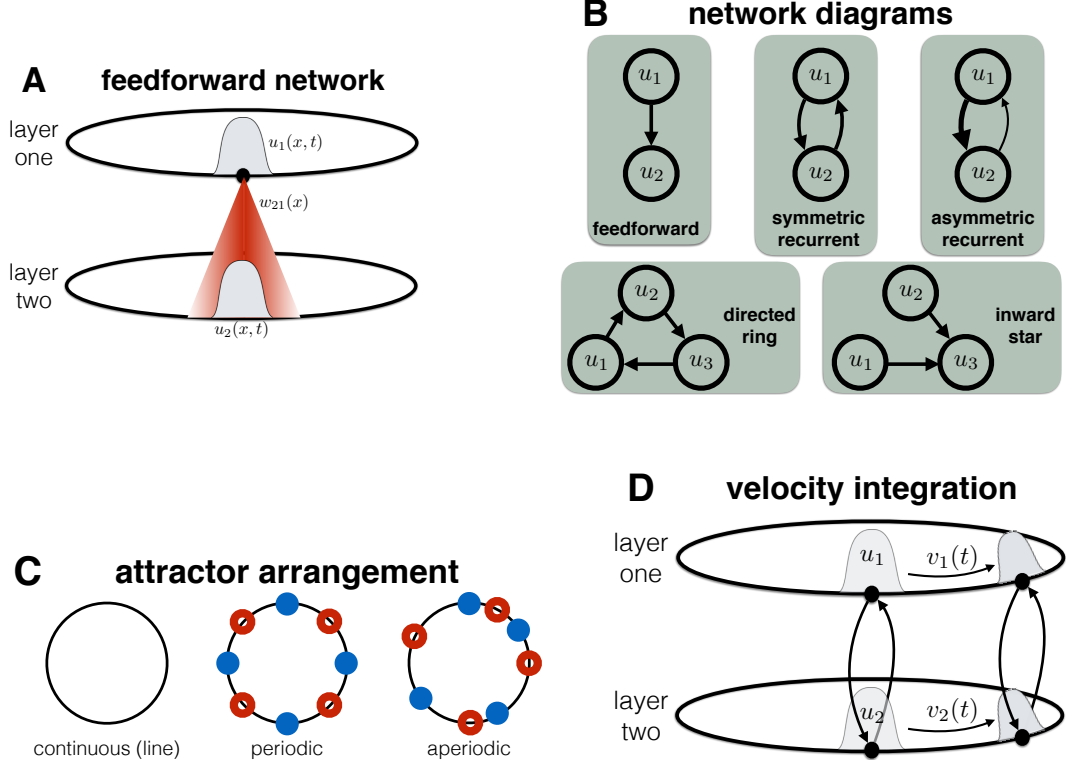 A feedforward network
layer
one
u₁(x, t)
w₂₁(x)
layer
two
u₂(x, t)
B network diagrams
u₁
u₂
feedforward
u₁
u₂
symmetric
recurrent
u₁
u₂
asymmetric
recurrent
u₂
u₁
u₃
directed
ring
u₂
u₁
u₃
inward
star
C attractor arrangement
continuous (line)
periodic
aperiodic
D velocity integration
layer
one
u₁
v₁(t)
layer
two
u₂
v₂(t)